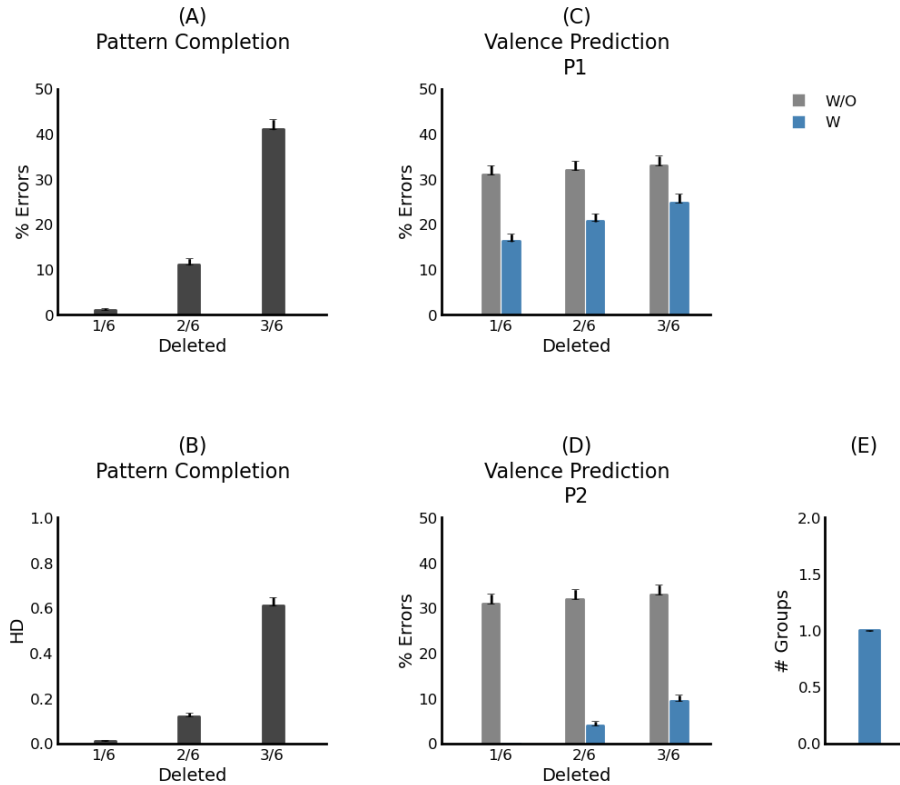 (A)
Pattern Completion
50
40
30
20
10
0
% Errors
1/6 2/6 3/6
Deleted
(C)
Valence Prediction
P1
50
40
30
20
10
0
% Errors
1/6 2/6 3/6
Deleted
W/O
W
(B)
Pattern Completion
1.0
0.8
0.6
0.4
0.2
0.0
HD
1/6 2/6 3/6
Deleted
(D)
Valence Prediction
P2
50
40
30
20
10
0
% Errors
1/6 2/6 3/6
Deleted
(E)
2.0
1.5
1.0
0.5
0.0
# Groups